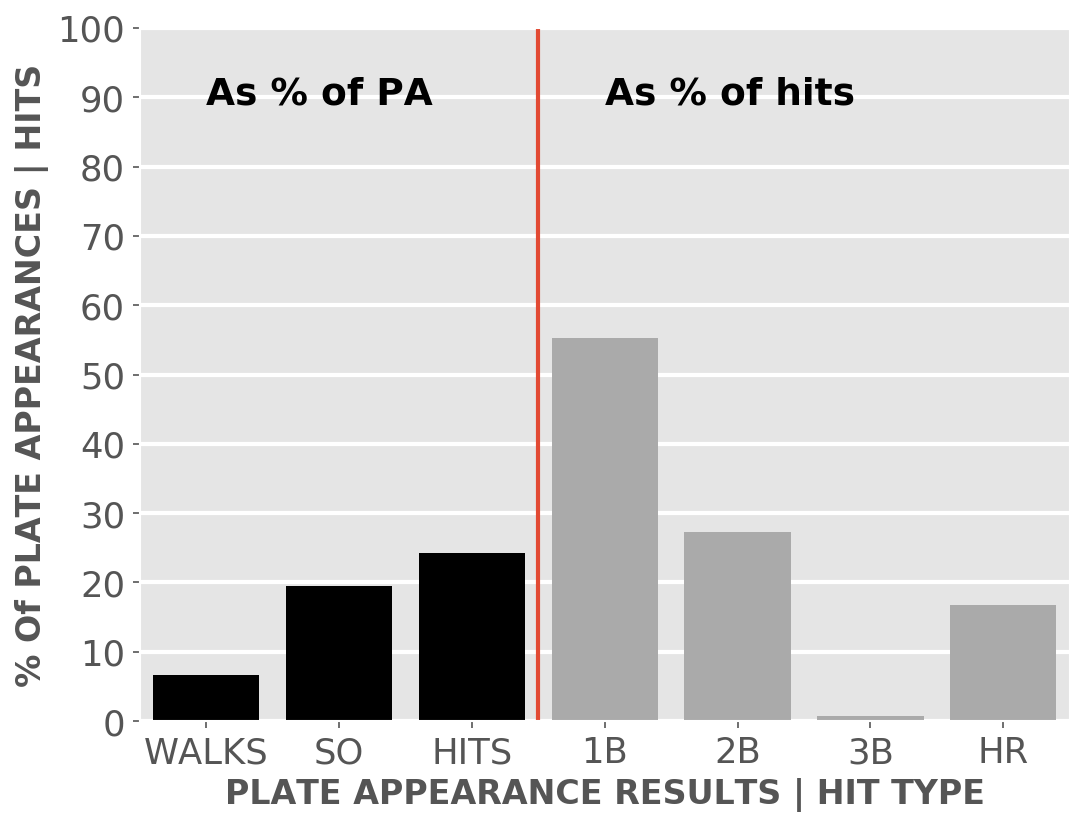 % Of PLATE APPEARANCES | HITS
100
90
80
70
60
50
40
30
20
10
0
As % of PA
As % of hits
WALKS SO HITS 1B 2B 3B HR
PLATE APPEARANCE RESULTS | HIT TYPE